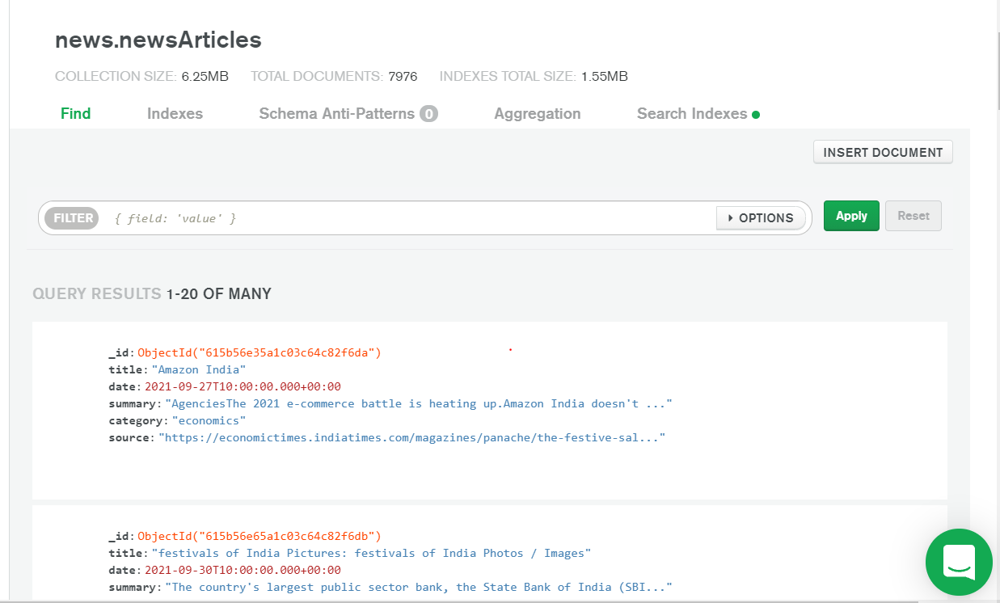 news.newsArticles
COLLECTION SIZE: 6.25MB TOTAL DOCUMENTS: 7976 INDEXES TOTAL SIZE: 1.55MB
Find Indexes Schema Anti-Patterns 0 Aggregation Search Indexes
INSERT DOCUMENT
FILTER { field: 'value' } OPTIONS Apply Reset
QUERY RESULTS 1-20 OF MANY
_id: ObjectId("615b56e35a1c03c64c82f6da")
title: "Amazon India"
date: 2021-09-27T10:00:00.000+00:00
summary: "AgenciesThe 2021 e-commerce battle is heating up.Amazon India doesn't ..."
category: "economics"
source: "https://economictimes.indiatimes.com/magazines/panache/the-festive-sal..."
_id: ObjectId("615b56e65a1c03c64c82f6db")
title: "festivals of India Pictures: festivals of India Photos / Images"
date: 2021-09-30T10:00:00.000+00:00
summary: "The country's largest public sector bank, the State Bank of India (SBI..."